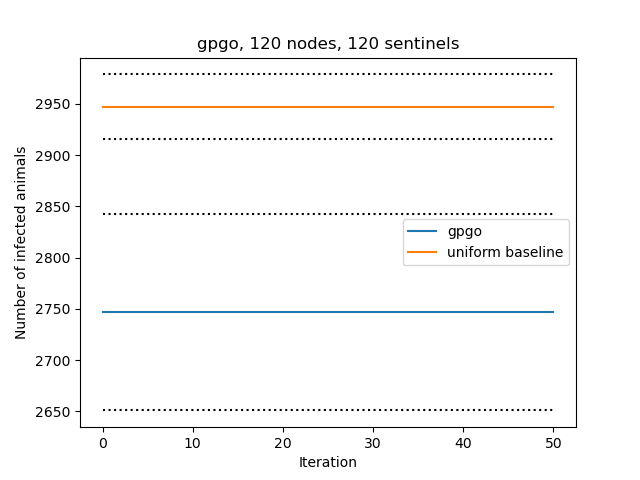 gpgo, 120 nodes, 120 sentinels
Number of infected animals
2950
2900
2850
2800
2750
2700
2650
gpgo
uniform baseline
0 10 20 30 40 50
Iteration